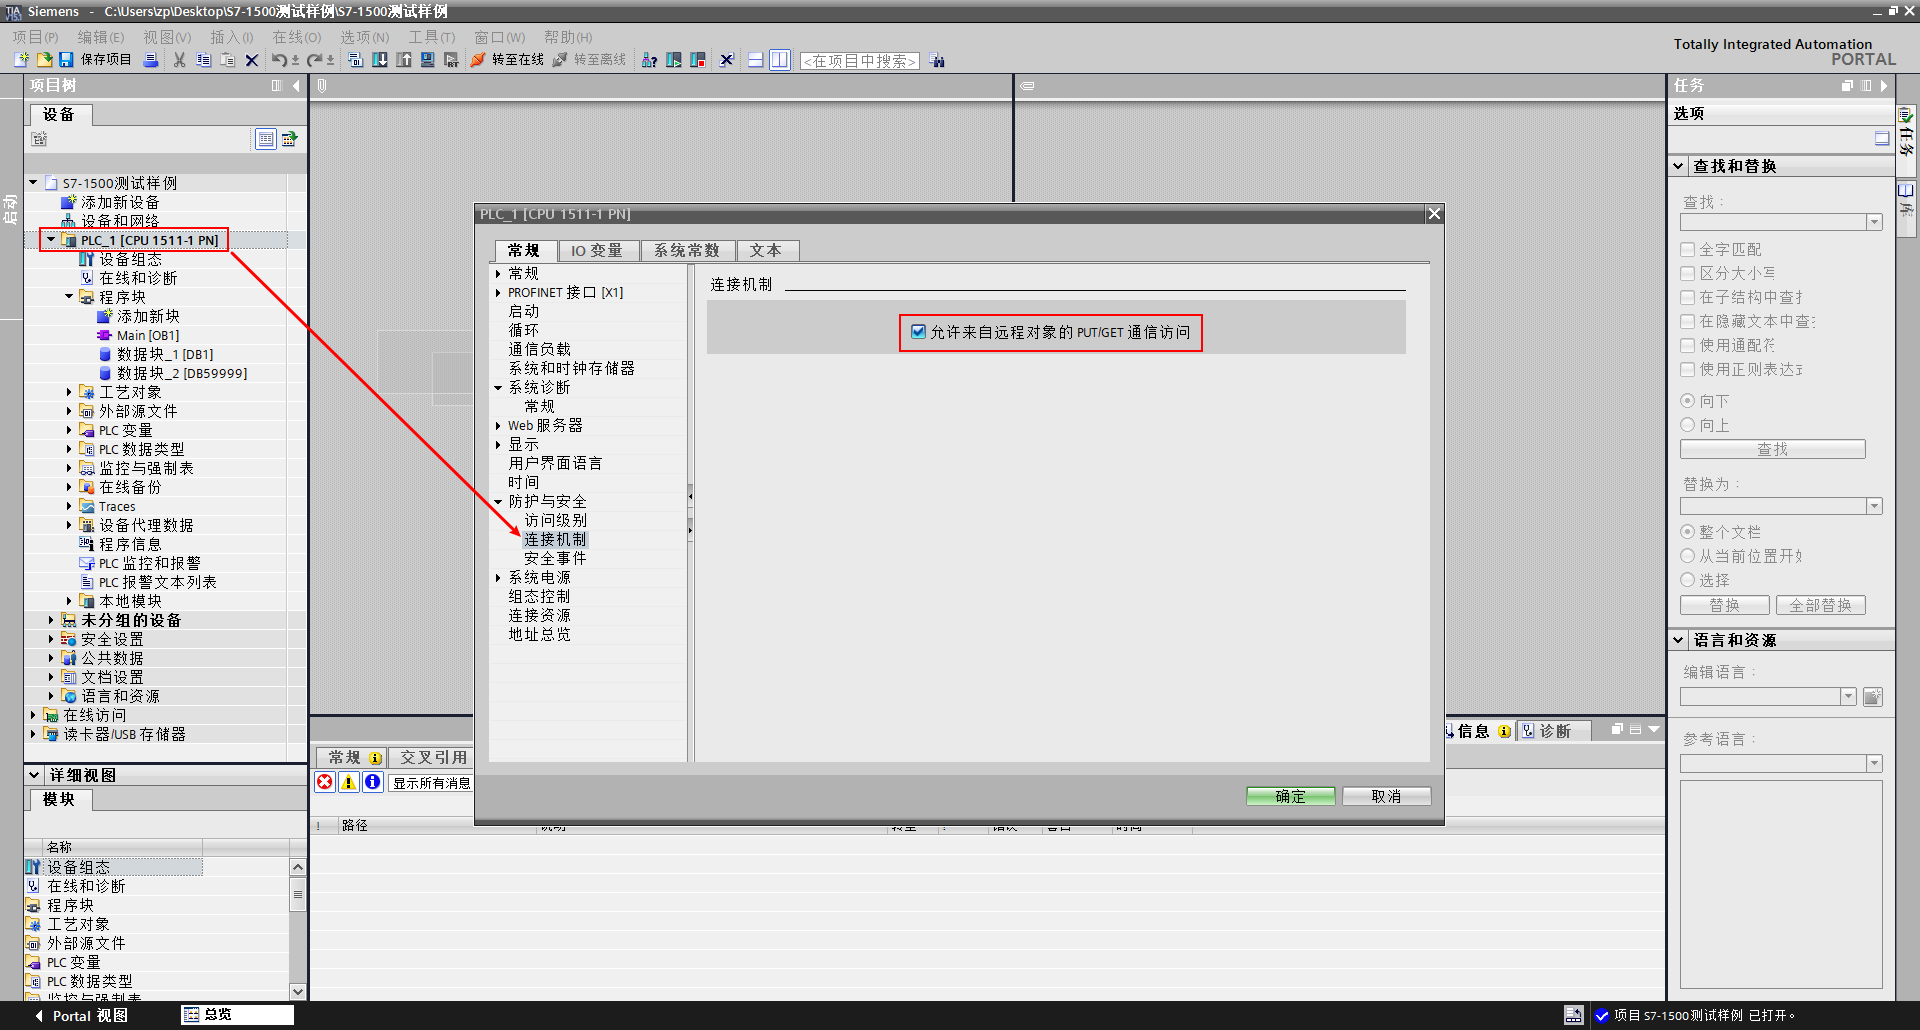 Siemens - C:\Users\zp\Desktop\S7-1500测试样例\S7-1500测试样例
项目(P) 编辑(E) 视图(V) 插入(I) 在线(O) 选项(N) 工具(T) 窗口(W) 帮助(H)
Totally Integrated Automation
PORTAL
保存项目 转至在线 转至离线 <在项目中搜索>
项目树
设备
启动
S7-1500测试样例
添加新设备
设备和网络
PLC_1 [CPU 1511-1 PN]
设备组态
在线和诊断
程序块
添加新块
Main [OB1]
数据块_1 [DB1]
数据块_2 [DB59999]
工艺对象
外部源文件
PLC 变量
PLC 数据类型
监控与强制表
在线备份
Traces
设备代理数据
程序信息
PLC 监控和报警
PLC 报警文本列表
本地模块
未分组的设备
安全设置
公共数据
文档设置
语言和资源
在线访问
读卡器/USB 存储器
详细视图
模块
名称
设备组态
在线和诊断
程序块
工艺对象
外部源文件
PLC 变量
PLC 数据类型
监控与强制表
PLC_1 [CPU 1511-1 PN]
常规 IO 变量 系统常数 文本
常规
PROFINET 接口 [X1]
启动
循环
通信负载
系统和时钟存储器
系统诊断
常规
Web 服务器
显示
用户界面语言
时间
防护与安全
访问级别
连接机制
安全事件
系统电源
组态控制
连接资源
地址总览
连接机制
允许来自远程对象的 PUT/GET 通信访问
确定 取消
信息 诊断
常规 交叉引用
显示所有消息
! 路径 说明 转至 ? 错误 窗口 时间
任务
选项
查找和替换
查找：
全字匹配
区分大小写
在子结构中查找
在隐藏文本中查
使用通配符
使用正则表达式
向下
向上
查找
替换为：
整个文档
从当前位置开始
选择
替换 全部替换
语言和资源
编辑语言：
参考语言：
任务
库
Portal 视图 总览
项目 S7-1500测试样例 已打开。